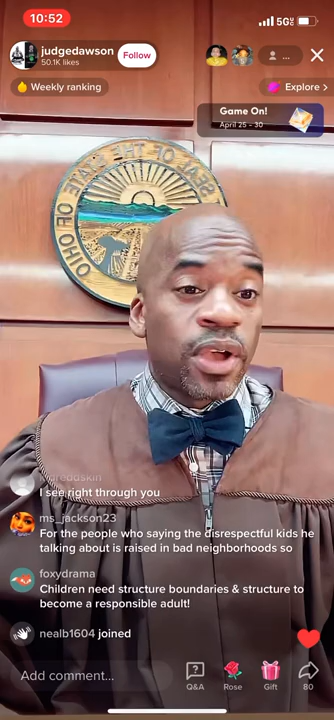 10:52
5GE
judgedawson
50.1K likes
Follow
...
Weekly ranking
Explore >
Game On!
April 25 - 30
SEAL OF THE STATE OF OHIO
I see right through you
ms_jackson23
For the people who saying the disrespectful kids he
talking about is raised in bad neighborhoods so
foxydrama
Children need structure boundaries & structure to
become a responsible adult!
nealb1604 joined
Add comment...
Q&A
Rose
Gift
80